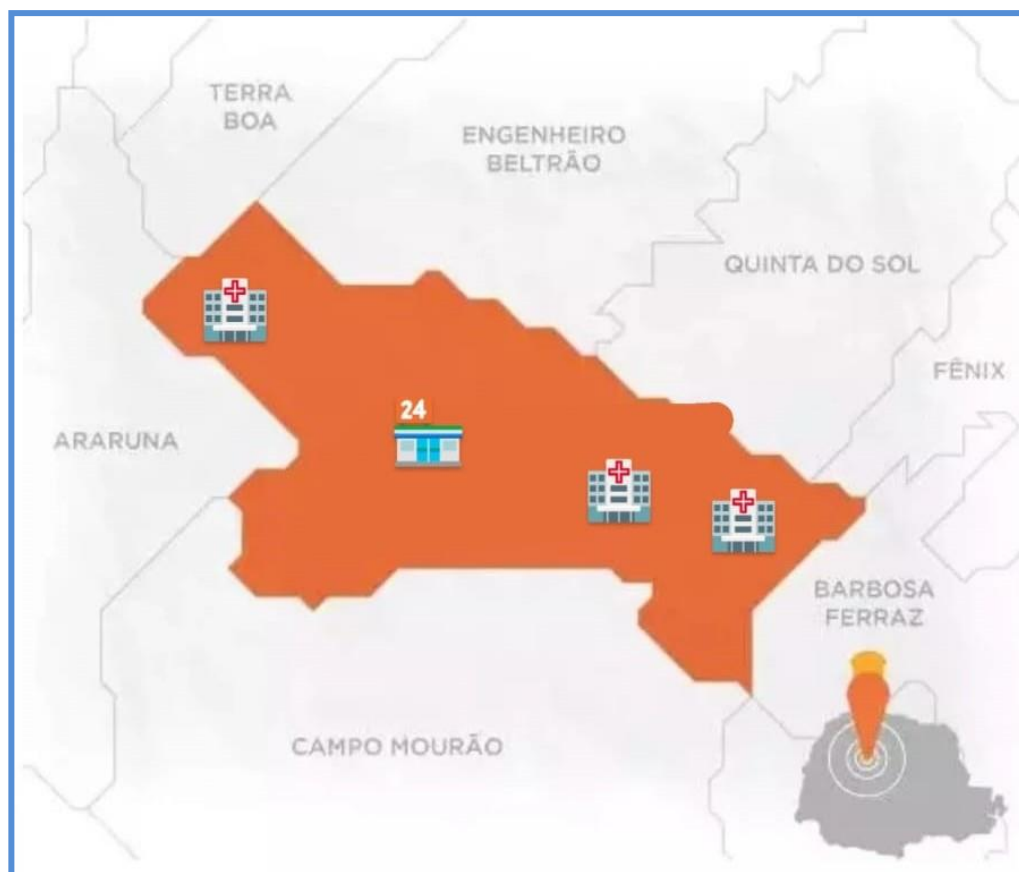 TERRA
BOA
ENGENHEIRO
BELTRÃO
QUINTA DO SOL
FÊNIX
24
ARARUNA
BARBOSA
FERRAZ
CAMPO MOURÃO